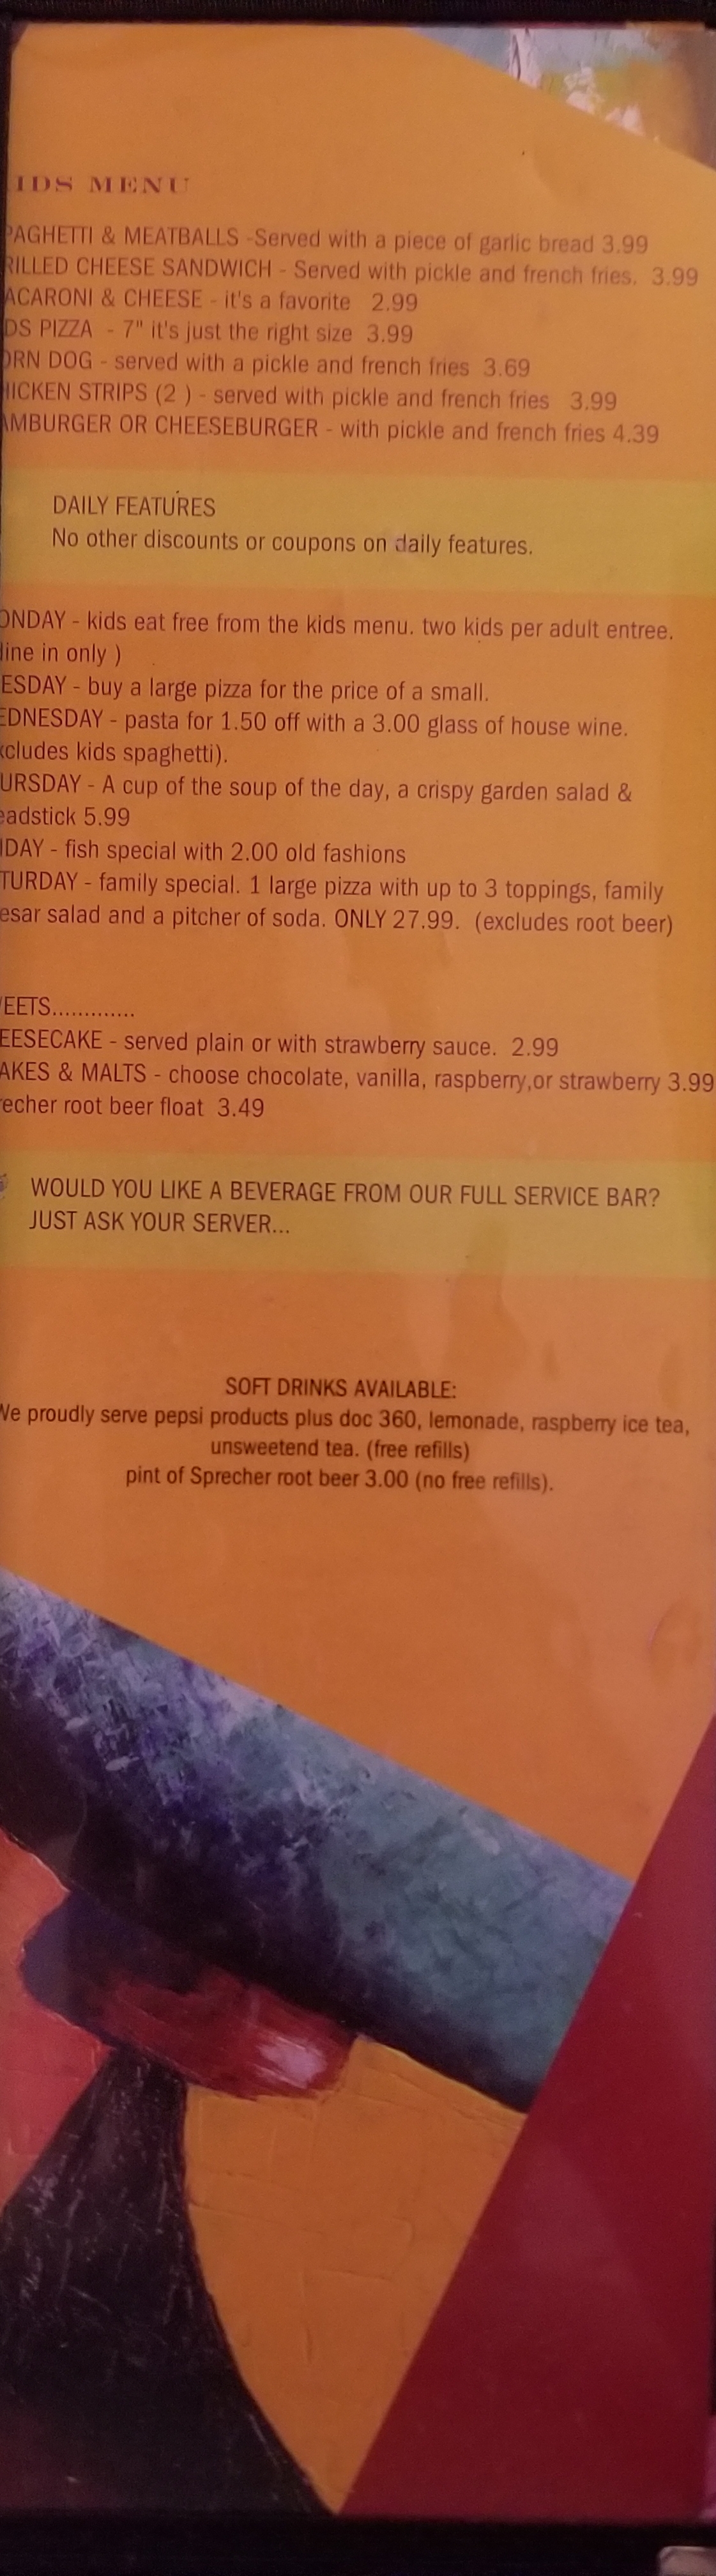 IDS MENU
PAGHETTI & MEATBALLS -Served with a piece of garlic bread 3.99
RILLED CHEESE SANDWICH - Served with pickle and french fries. 3.99
ACARONI & CHEESE - it's a favorite 2.99
DS PIZZA - 7" it's just the right size 3.99
ORN DOG - served with a pickle and french fries 3.69
HICKEN STRIPS (2 ) - served with pickle and french fries 3.99
AMBURGER OR CHEESEBURGER - with pickle and french fries 4.39
DAILY FEATURES
No other discounts or coupons on daily features.
ONDAY - kids eat free from the kids menu. two kids per adult entree.
line in only )
ESDAY - buy a large pizza for the price of a small.
EDNESDAY - pasta for 1.50 off with a 3.00 glass of house wine.
xcludes kids spaghetti).
URSDAY - A cup of the soup of the day, a crispy garden salad &
eadstick 5.99
IDAY - fish special with 2.00 old fashions
TURDAY - family special. 1 large pizza with up to 3 toppings, family
esar salad and a pitcher of soda. ONLY 27.99. (excludes root beer)
EETS.............
EESECAKE - served plain or with strawberry sauce. 2.99
AKES & MALTS - choose chocolate, vanilla, raspberry,or strawberry 3.99
recher root beer float 3.49
WOULD YOU LIKE A BEVERAGE FROM OUR FULL SERVICE BAR?
JUST ASK YOUR SERVER...
SOFT DRINKS AVAILABLE:
We proudly serve pepsi products plus doc 360, lemonade, raspberry ice tea,
unsweetend tea. (free refills)
pint of Sprecher root beer 3.00 (no free refills).